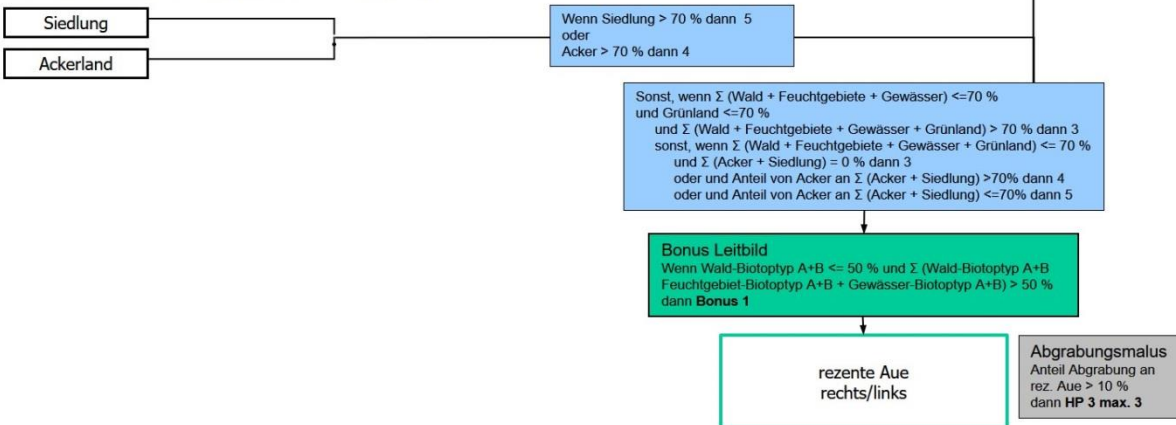 Siedlung
Ackerland
Wenn Siedlung > 70 % dann  5
oder
Acker > 70 % dann 4
Sonst, wenn Σ (Wald + Feuchtgebiete + Gewässer) <=70 %
und Grünland <=70 %
und Σ (Wald + Feuchtgebiete + Gewässer + Grünland) > 70 % dann 3
sonst, wenn Σ (Wald + Feuchtgebiete + Gewässer + Grünland) <= 70 %
und Σ (Acker + Siedlung) = 0 % dann 3
oder und Anteil von Acker an Σ (Acker + Siedlung) >70% dann 4
oder und Anteil von Acker an Σ (Acker + Siedlung) <=70% dann 5
Bonus Leitbild
Wenn Wald-Biotoptyp A+B <= 50 % und Σ (Wald-Biotoptyp A+B
Feuchtgebiet-Biotoptyp A+B + Gewässer-Biotoptyp A+B) > 50 %
dann Bonus 1
rezente Aue
rechts/links
Abgrabungsmalus
Anteil Abgrabung an
rez. Aue > 10 %
dann HP 3 max. 3